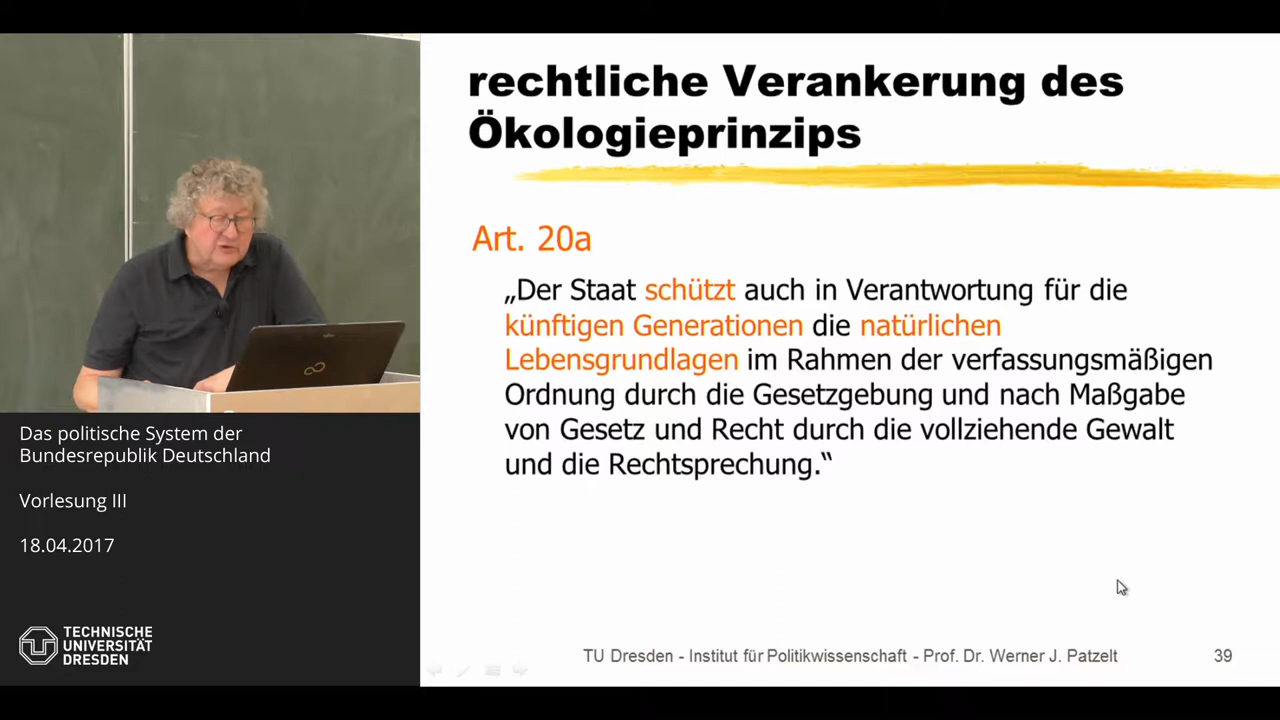 rechtliche Verankerung des
Ökologieprinzips
Art. 20a
„Der Staat schützt auch in Verantwortung für die
künftigen Generationen die natürlichen
Lebensgrundlagen im Rahmen der verfassungsmäßigen
Ordnung durch die Gesetzgebung und nach Maßgabe
von Gesetz und Recht durch die vollziehende Gewalt
und die Rechtsprechung.“
TU Dresden - Institut für Politikwissenschaft - Prof. Dr. Werner J. Patzelt
39
Das politische System der
Bundesrepublik Deutschland
Vorlesung III
18.04.2017
TECHNISCHE
UNIVERSITÄT
DRESDEN